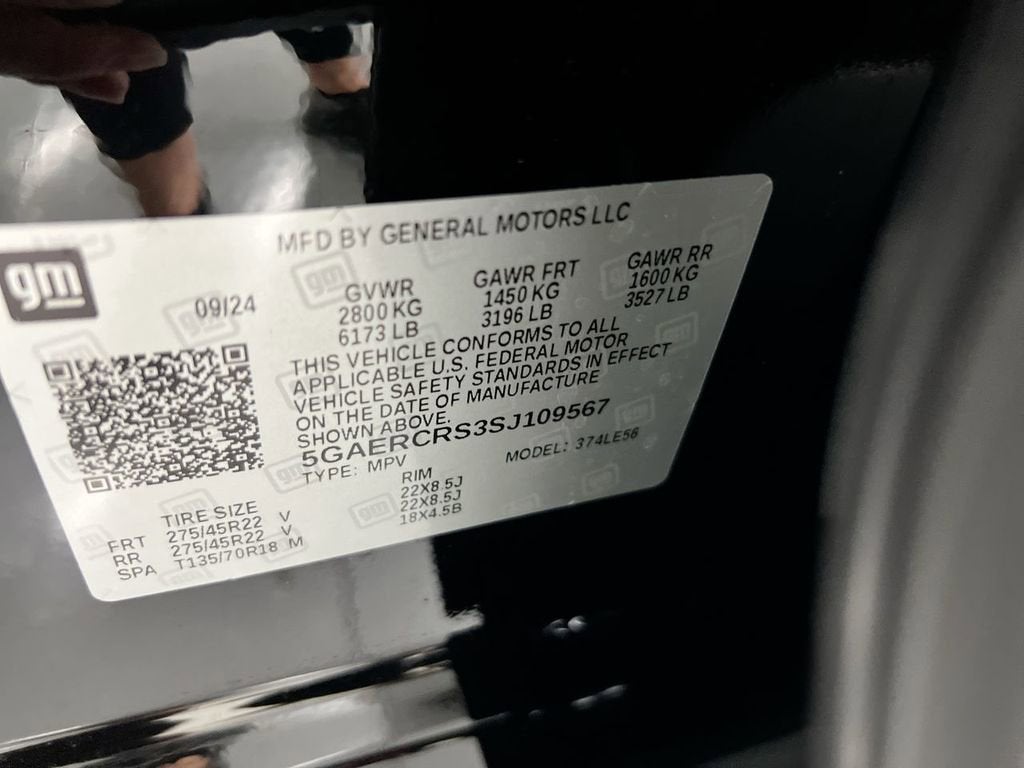 MFD BY GENERAL MOTORS LLC
gm
09/24
GVWR
2800 KG
6173 LB
GAWR FRT
1450 KG
3196 LB
GAWR RR
1600 KG
3527 LB
THIS VEHICLE CONFORMS TO ALL
APPLICABLE U.S. FEDERAL MOTOR
VEHICLE SAFETY STANDARDS IN EFFECT
ON THE DATE OF MANUFACTURE
SHOWN ABOVE.
5GAERCRS3SJ109567
TYPE: MPV MODEL: 374LE56
TIRE SIZE RIM
FRT 275/45R22 V 22X8.5J
RR 275/45R22 V 22X8.5J
SPA T135/70R18 M 18X4.5B